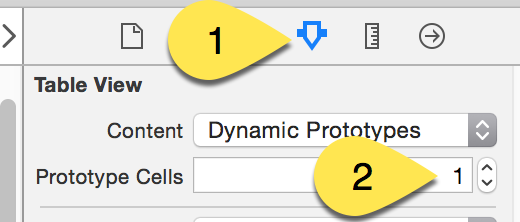 1
Table View
Content Dynamic Prototypes
Prototype Cells 2 1